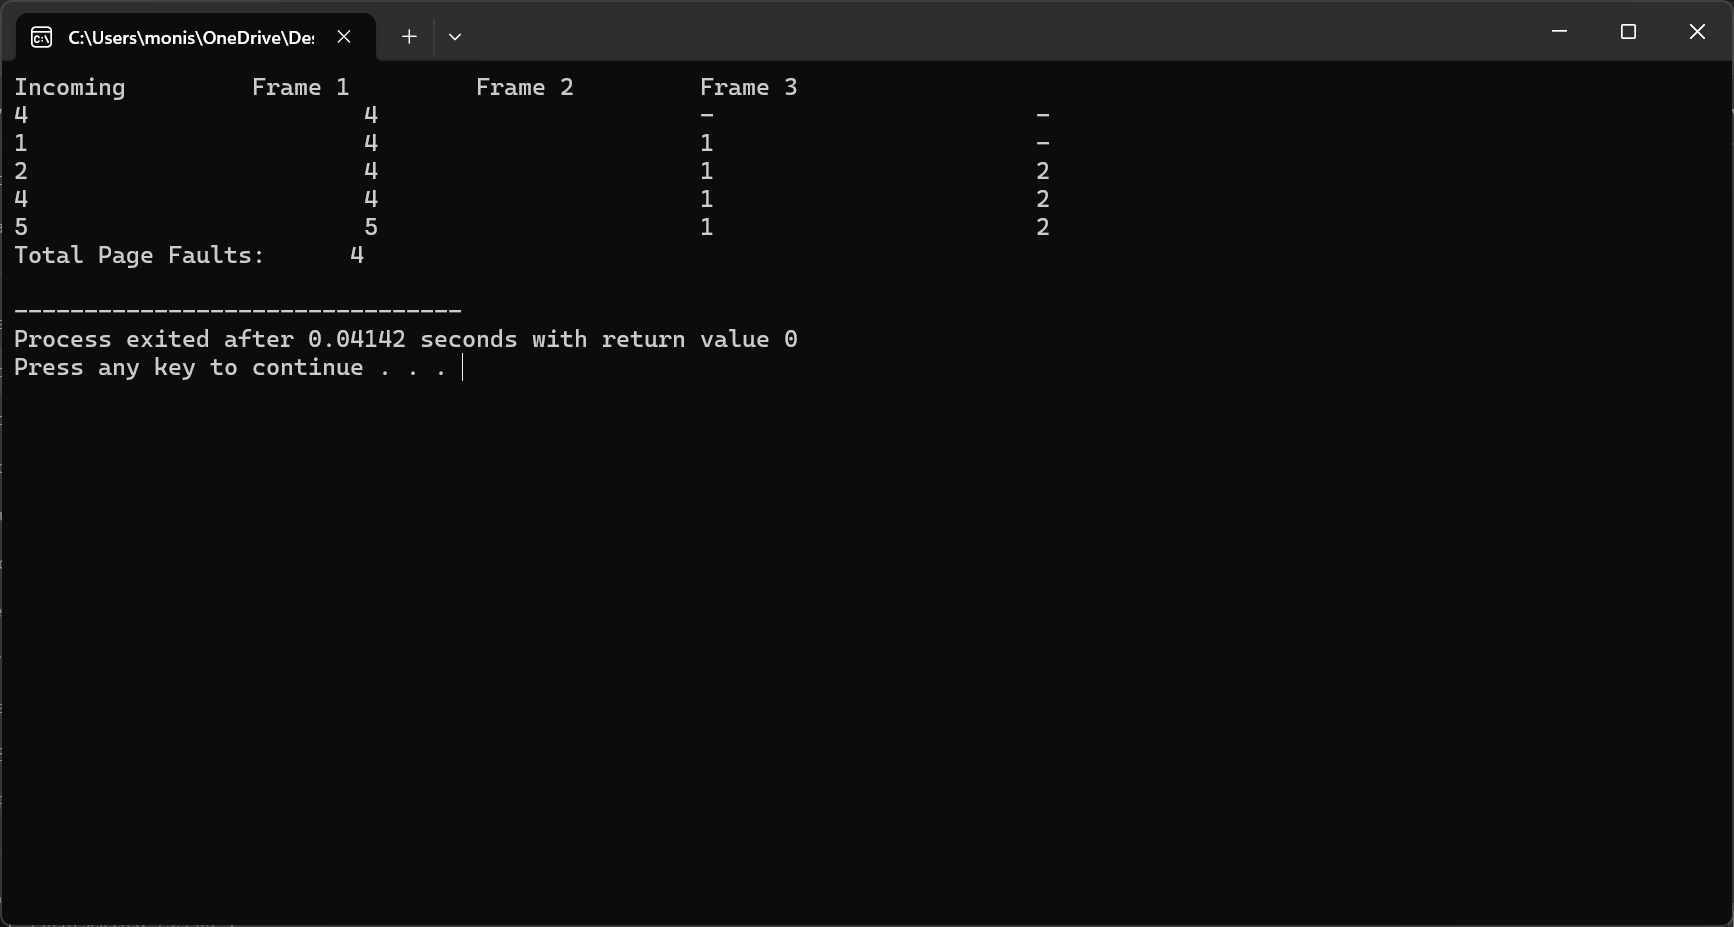 C:\Users\monis\OneDrive\Des
Incoming Frame 1 Frame 2 Frame 3
4 4 - -
1 4 1 -
2 4 1 2
4 4 1 2
5 5 1 2
Total Page Faults: 4
--------------------------------
Process exited after 0.04142 seconds with return value 0
Press any key to continue . . .